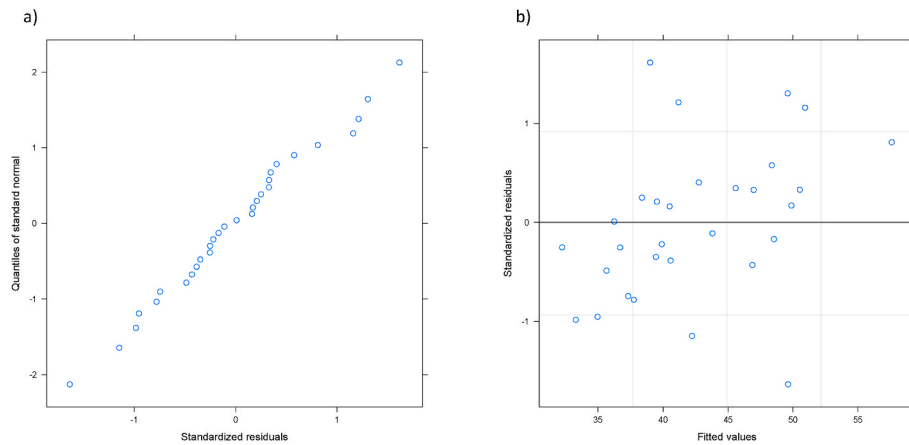 a)
2
1
0
-1
-2
Quantiles of standard normal
-1
0
1
Standardized residuals
b)
1
0
-1
Standardized residuals
35
40
45
50
55
Fitted values